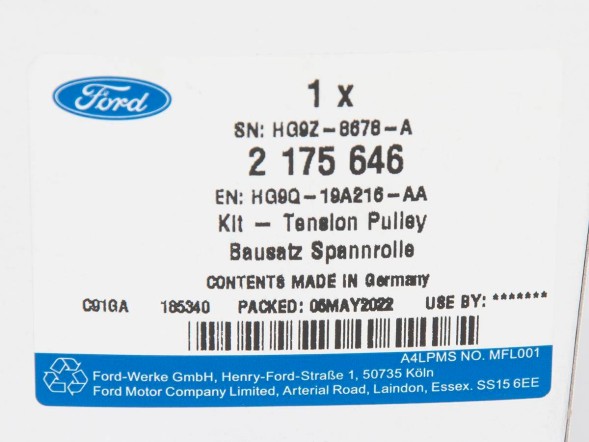 Ford
1 x
SN: HG9Z-8678-A
2 175 646
EN: HG9Q-19A216-AA
Kit - Tension Pulley
Bausatz Spannrolle
CONTENTS MADE IN Germany
C91GA 185340 PACKED: 06MAY2022 USE BY: *******
A4LPMS NO. MFL001
Ford-Werke GmbH, Henry-Ford-Straße 1, 50735 Köln
Ford Motor Company Limited, Arterial Road, Laindon, Essex. SS15 6EE